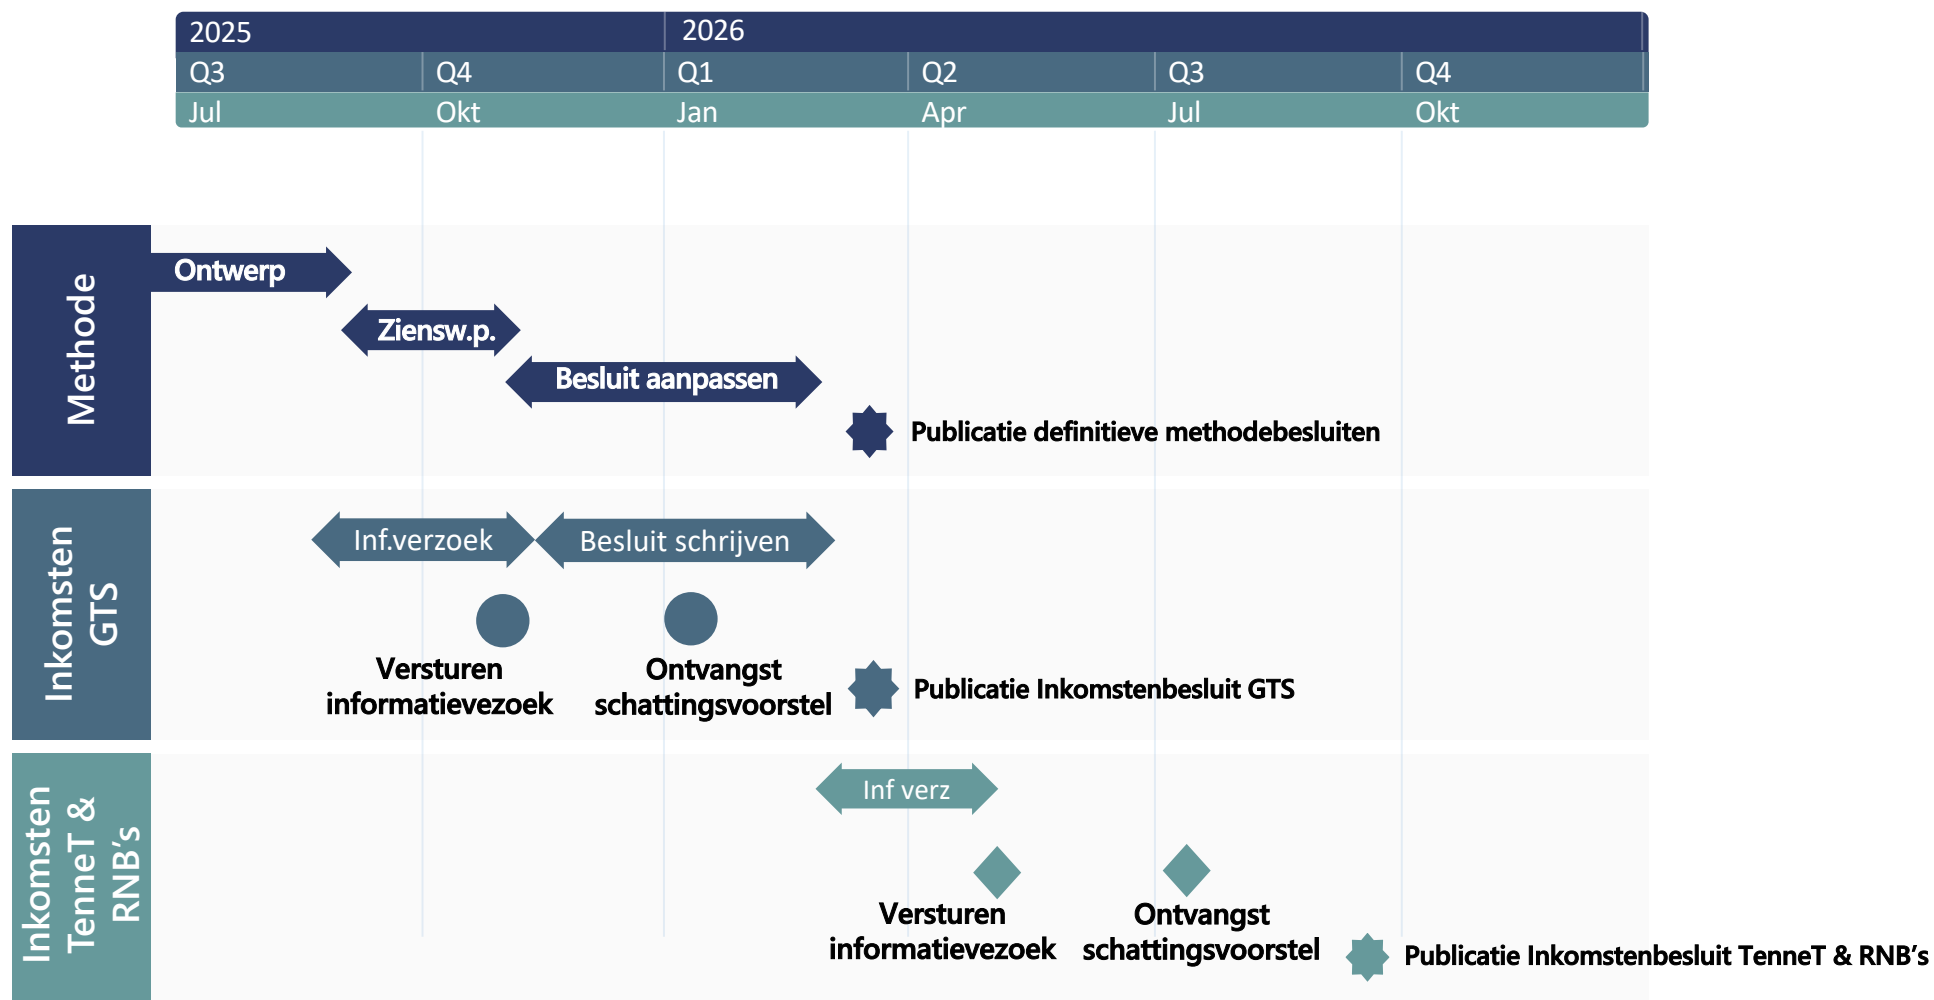 2025
2026
Q3
Q4
Q1
Q2
Q3
Q4
Jul
Okt
Jan
Apr
Jul
Okt
Methode
Ontwerp
Ziensw.p.
Besluit aanpassen
Publicatie definitieve methodebesluiten
Inkomsten
GTS
Inf.verzoek
Besluit schrijven
Versturen
informatievezoek
Ontvangst
schattingsvoorstel
Publicatie Inkomstenbesluit GTS
Inkomsten
TenneT &
RNB’s
Inf verz
Versturen
informatievezoek
Ontvangst
schattingsvoorstel
Publicatie Inkomstenbesluit TenneT & RNB’s